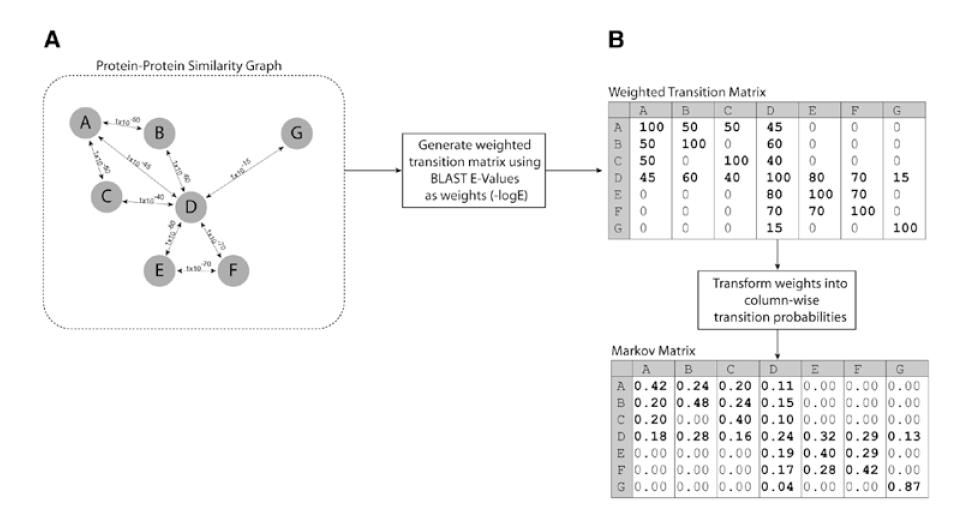 A
Protein-Protein Similarity Graph
A
B
G
C
D
E
F
1x10-50
1x10-45
1x10-60
1x10-15
1x10-40
1x10-70
1x10-70
Generate weighted
transition matrix using
BLAST E-Values
as weights (-logE)
B
Weighted Transition Matrix
A B C D E F G
A 100 50 50 45 0 0 0
B 50 100 0 60 0 0 0
C 50 0 100 40 0 0 0
D 45 60 40 100 80 70 15
E 0 0 0 80 100 70 0
F 0 0 0 70 70 100 0
G 0 0 0 15 0 0 100
Transform weights into
column-wise
transition probabilities
Markov Matrix
A B C D E F G
A 0.42 0.24 0.20 0.11 0.00 0.00 0.00
B 0.20 0.48 0.24 0.15 0.00 0.00 0.00
C 0.20 0.00 0.40 0.10 0.00 0.00 0.00
D 0.18 0.28 0.16 0.24 0.32 0.29 0.13
E 0.00 0.00 0.00 0.19 0.40 0.29 0.00
F 0.00 0.00 0.00 0.17 0.28 0.42 0.00
G 0.00 0.00 0.00 0.04 0.00 0.00 0.87